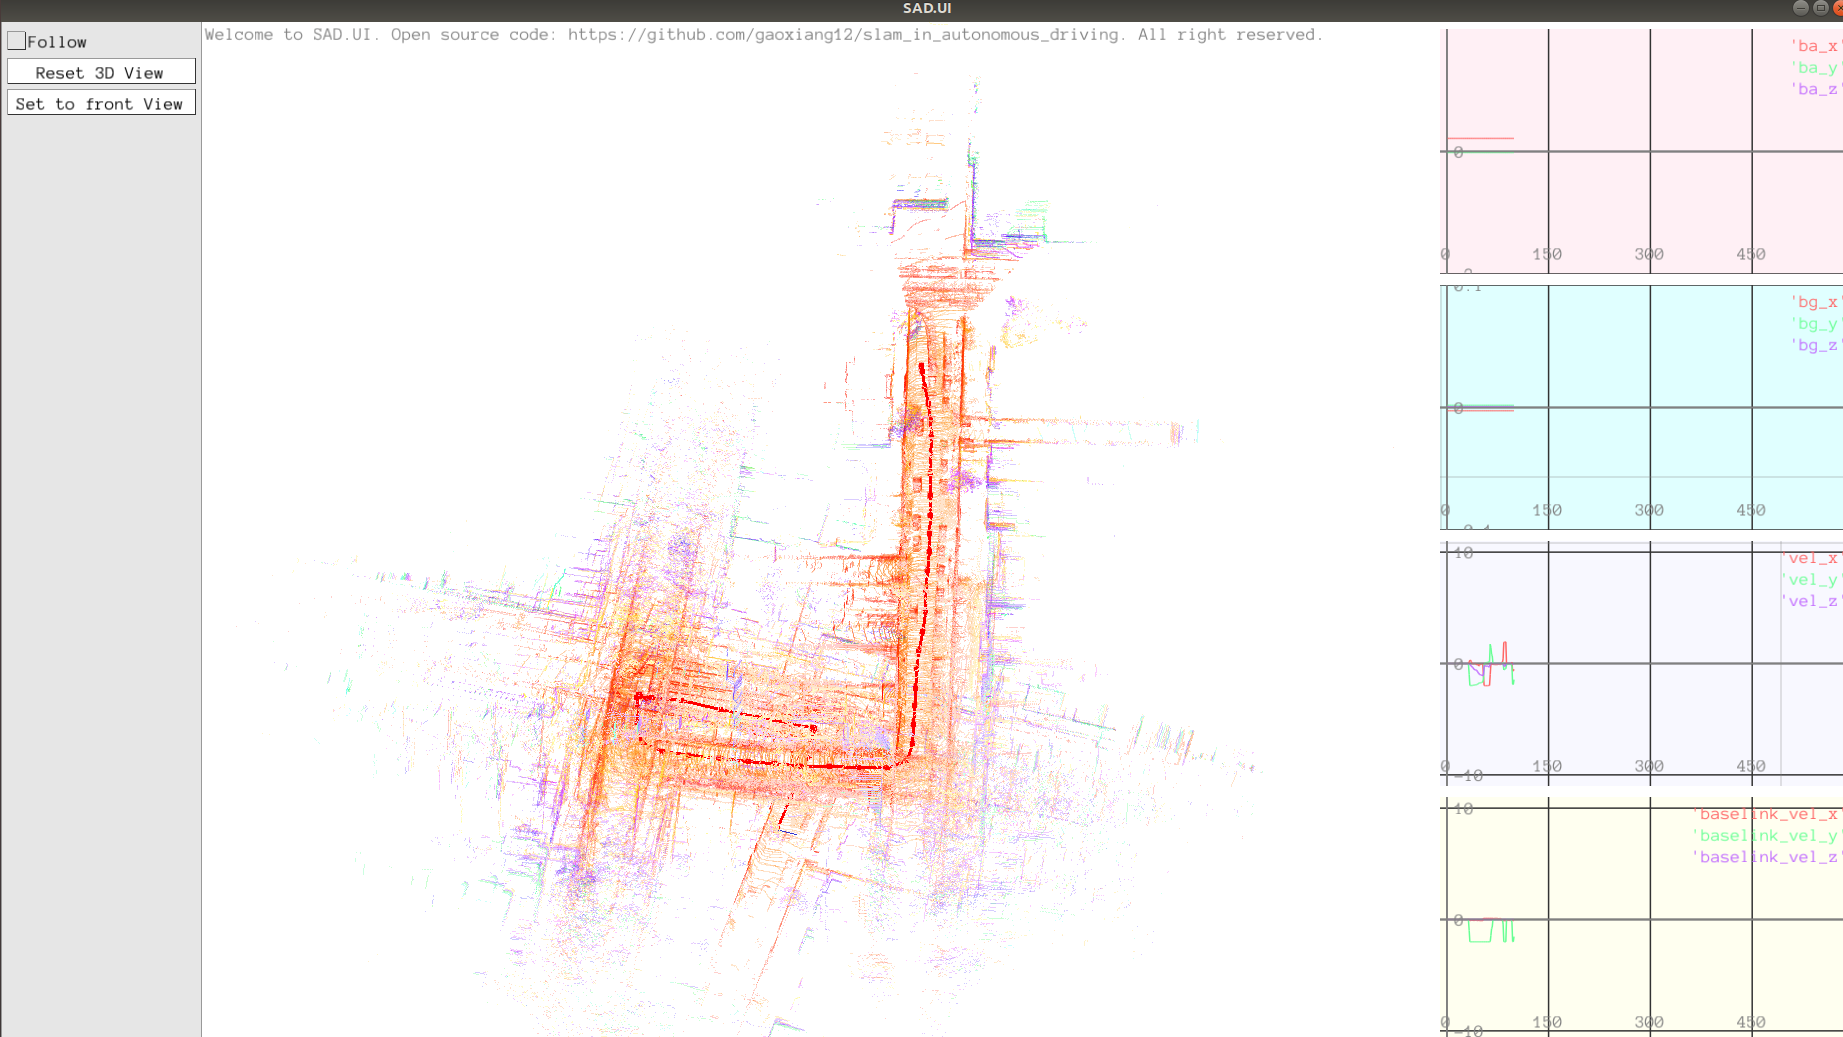 SAD.UI
Follow
Reset 3D View
Set to front View
Welcome to SAD.UI. Open source code: https://github.com/gaoxiang12/slam_in_autonomous_driving. All right reserved.
'ba_x'
'ba_y'
'ba_z'
0
0 150 300 450
'bg_x'
'bg_y'
'bg_z'
0
0 150 300 450
10
'vel_x'
'vel_y'
'vel_z'
0
0 150 300 450
-10
10
'baselink_vel_x'
'baselink_vel_y'
'baselink_vel_z'
0
0 150 300 450
-10